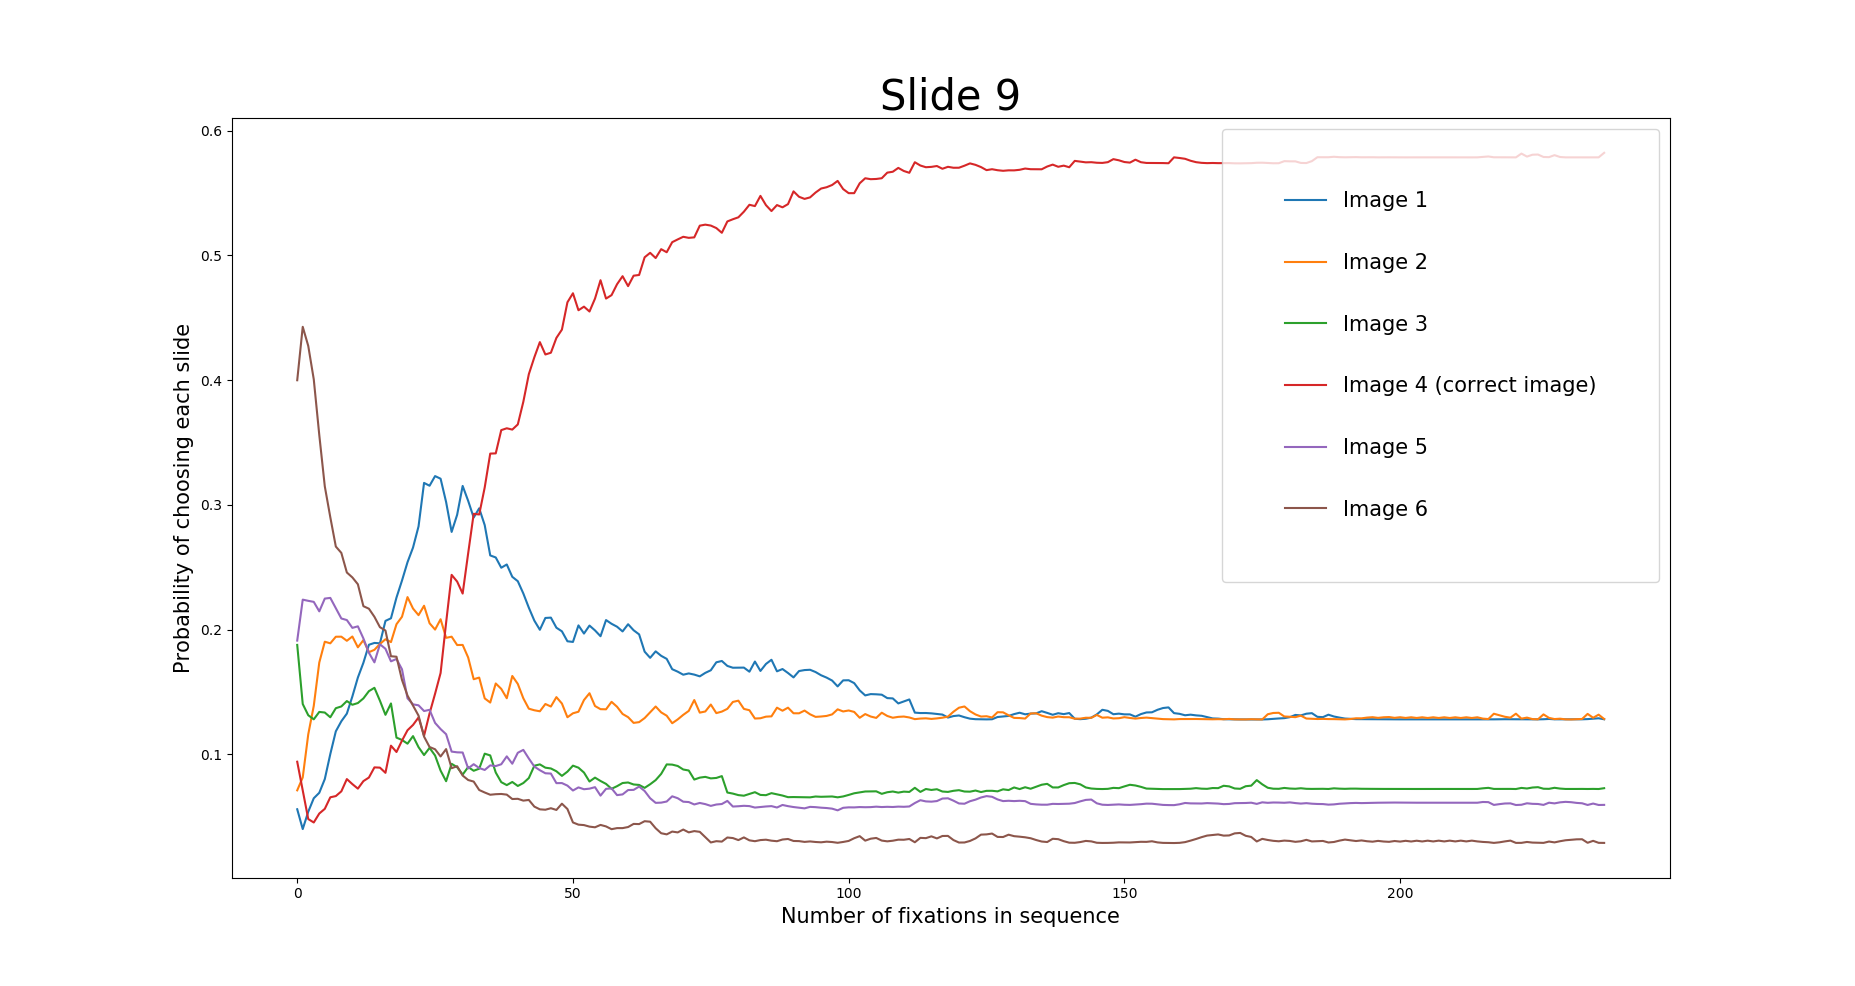 Slide 9
0.6
0.5
0.4
0.3
0.2
0.1
Probability of choosing each slide
0 50 100 150 200
Number of fixations in sequence
Image 1
Image 2
Image 3
Image 4 (correct image)
Image 5
Image 6